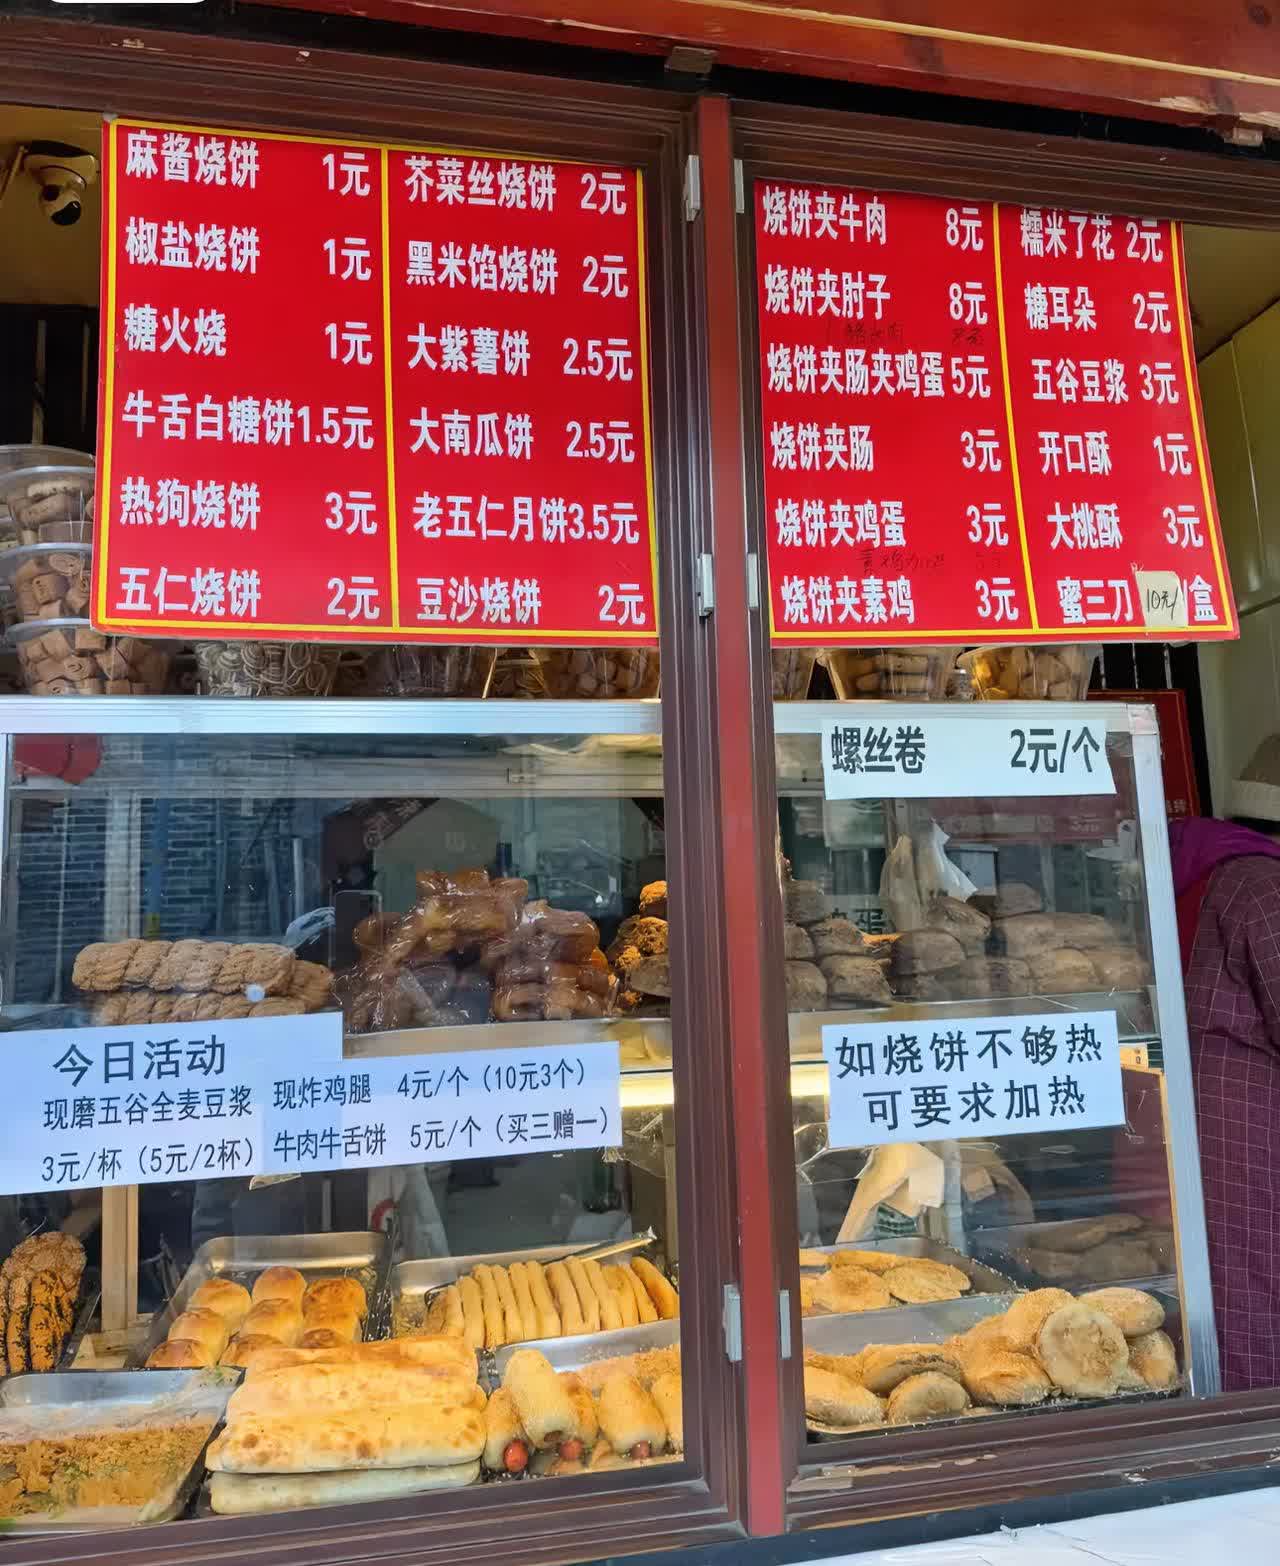 麻酱烧饼 1元
椒盐烧饼 1元
糖火烧 1元
牛舌白糖饼1.5元
热狗烧饼 3元
五仁烧饼 2元
芥菜丝烧饼 2元
黑米馅烧饼 2元
大紫薯饼 2.5元
大南瓜饼 2.5元
老五仁月饼3.5元
豆沙烧饼 2元
烧饼夹牛肉 8元
烧饼夹肘子 8元
烧饼夹肠夹鸡蛋 5元
烧饼夹肠 3元
烧饼夹鸡蛋 3元
烧饼夹素鸡 3元
糯米了花 2元
糖耳朵 2元
五谷豆浆 3元
开口酥 1元
大桃酥 3元
蜜三刀 10元/盒
螺丝卷 2元/个
今日活动
现磨五谷全麦豆浆
3元/杯（5元/2杯）
现炸鸡腿 4元/个（10元3个）
牛肉牛舌饼 5元/个（买三赠一）
如烧饼不够热
可要求加热